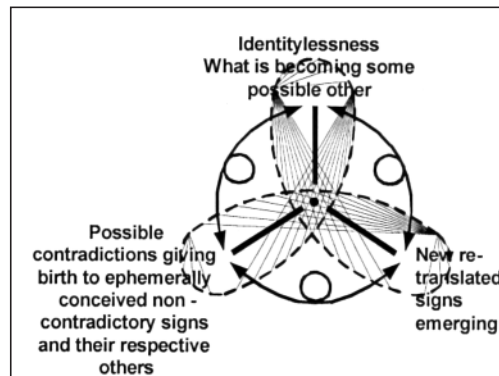 Identitylessness
What is becoming some
possible other
Possible
contradictions giving
birth to ephemerally
conceived non -
contradictory signs
and their respective
others
New re-
translated
signs
emerging